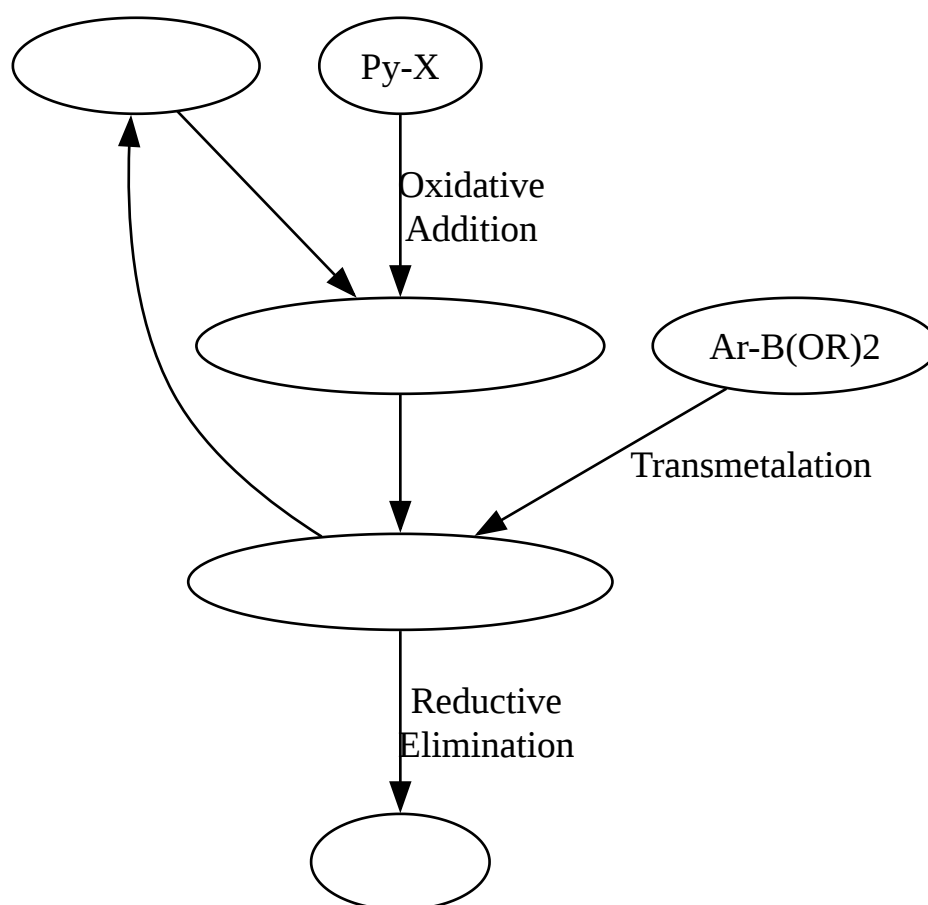 Py-X
Oxidative
Addition
Ar-B(OR)2
Transmetalation
Reductive
Elimination